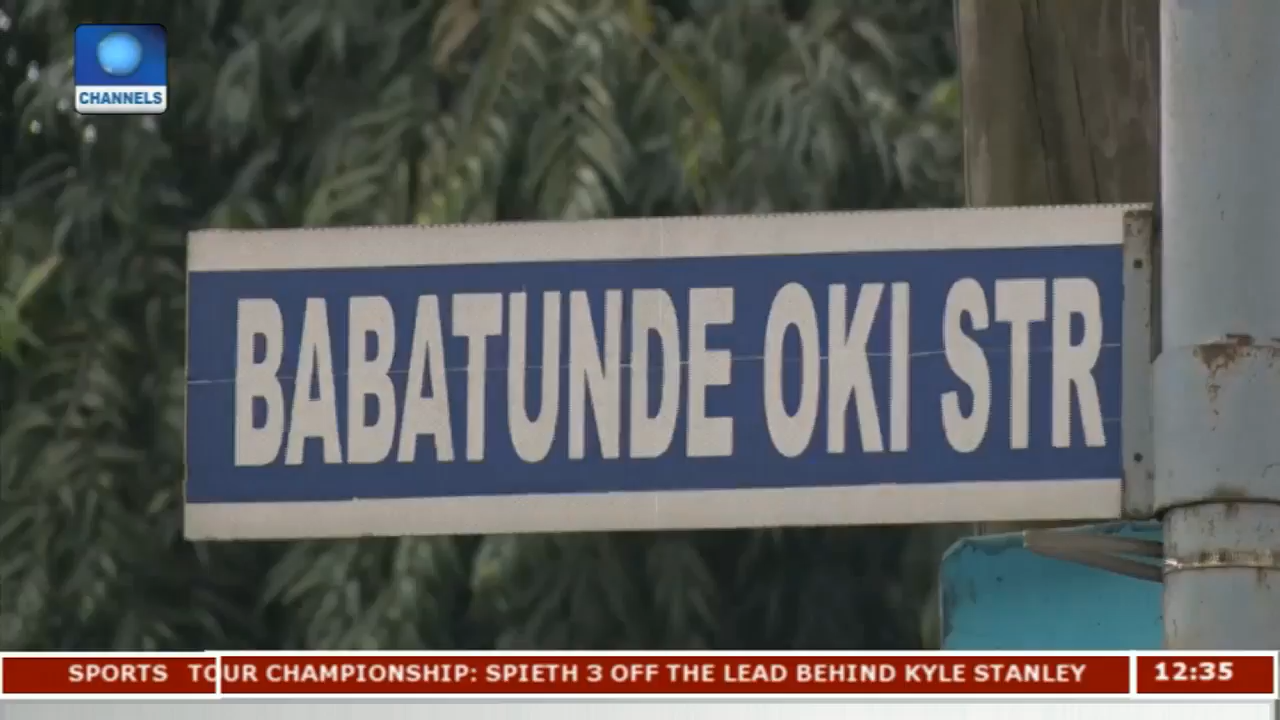 CHANNELS
BABATUNDE OKI STR
SPORTS TOUR CHAMPIONSHIP: SPIETH 3 OFF THE LEAD BEHIND KYLE STANLEY 12:35